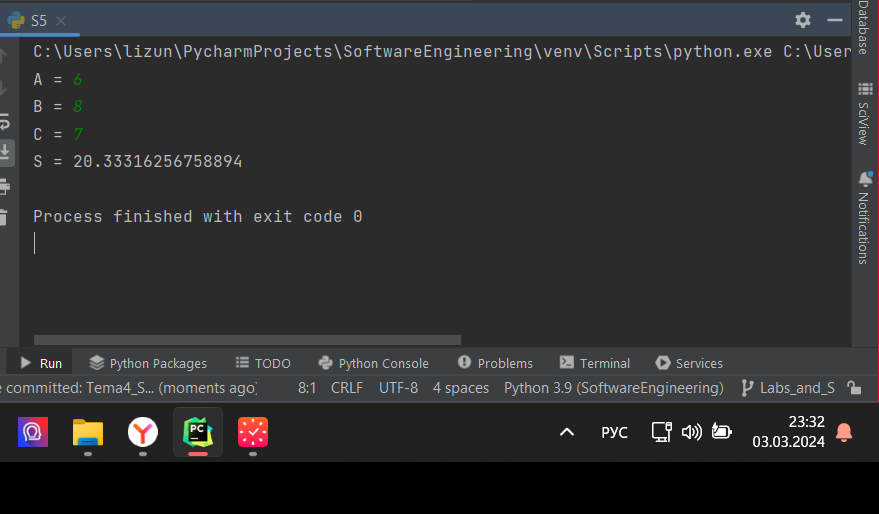 S5
C:\Users\lizun\PycharmProjects\SoftwareEngineering\venv\Scripts\python.exe C:\User
A = 6
B = 8
C = 7
S = 20.33316256758894
Process finished with exit code 0
Database
SciView
Notifications
Run Python Packages TODO Python Console Problems Terminal Services
e committed: Tema4_S... (moments ago) 8:1 CRLF UTF-8 4 spaces Python 3.9 (SoftwareEngineering) Labs_and_S
PC
РУС
23:32
03.03.2024